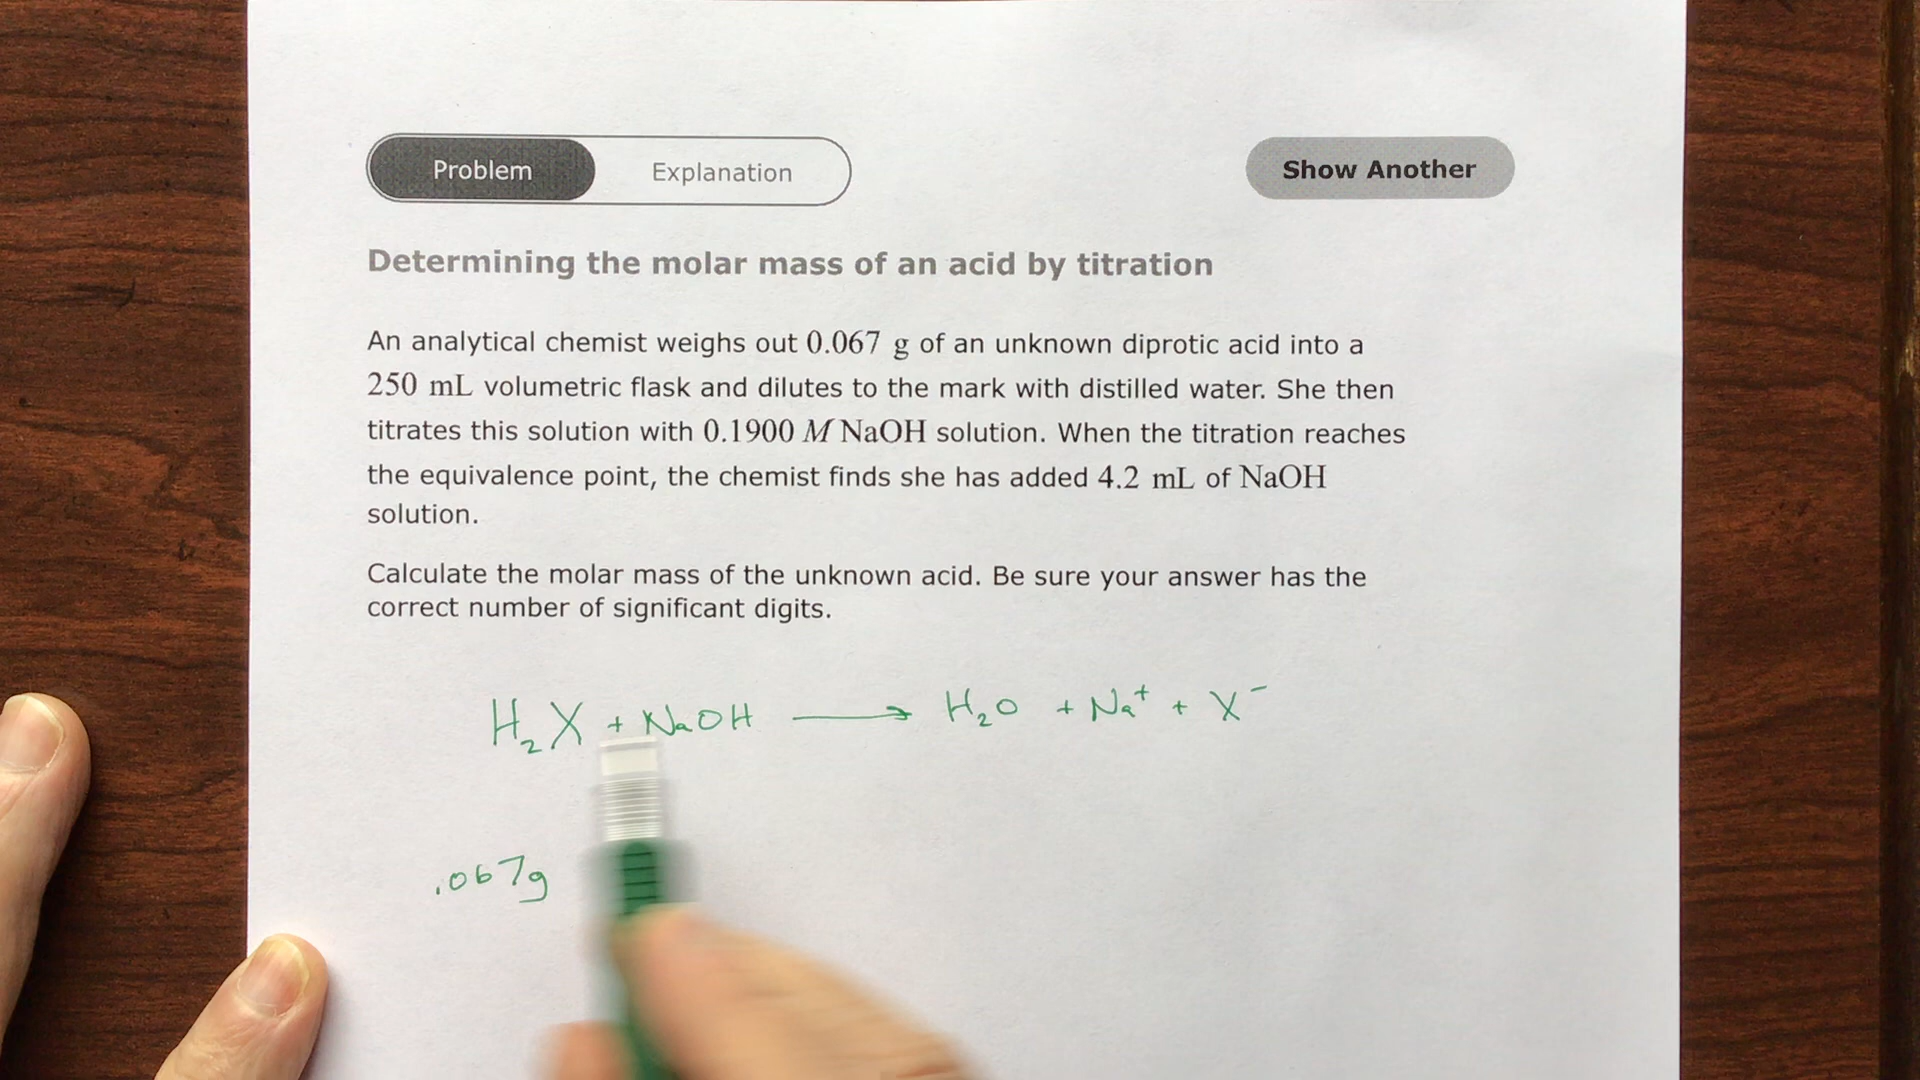 Problem Explanation Show Another
Determining the molar mass of an acid by titration
An analytical chemist weighs out 0.067 g of an unknown diprotic acid into a
250 mL volumetric flask and dilutes to the mark with distilled water. She then
titrates this solution with 0.1900 M NaOH solution. When the titration reaches
the equivalence point, the chemist finds she has added 4.2 mL of NaOH
solution.
Calculate the molar mass of the unknown acid. Be sure your answer has the
correct number of significant digits.
H₂X + NaOH ⟶ H₂O + Na⁺ + X⁻
.067g